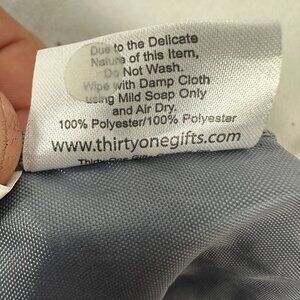 Due to the Delicate
Nature of this Item,
Do Not Wash.
Wipe with Damp Cloth
using Mild Soap Only
and Air Dry.
100% Polyester/100% Polyester
www.thirtyonegifts.com